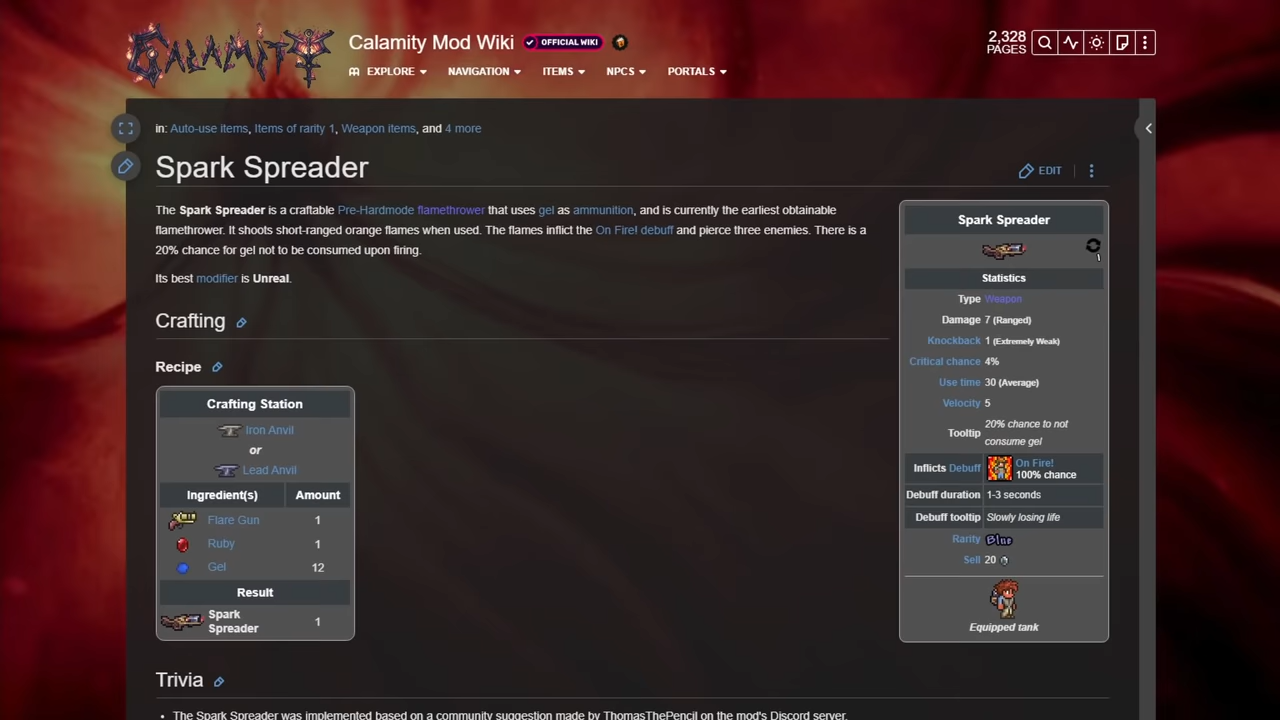 CALAMITY
Calamity Mod Wiki
OFFICIAL WIKI
2,328
PAGES
EXPLORE
NAVIGATION
ITEMS
NPCS
PORTALS
in: Auto-use items, Items of rarity 1, Weapon items, and 4 more
Spark Spreader
EDIT
The Spark Spreader is a craftable Pre-Hardmode flamethrower that uses gel as ammunition, and is currently the earliest obtainable
flamethrower. It shoots short-ranged orange flames when used. The flames inflict the On Fire! debuff and pierce three enemies. There is a
20% chance for gel not to be consumed upon firing.
Its best modifier is Unreal.
Crafting
Recipe
Crafting Station
Iron Anvil
or
Lead Anvil
Ingredient(s) Amount
Flare Gun 1
Ruby 1
Gel 12
Result
Spark
Spreader 1
Spark Spreader
1
Statistics
Type Weapon
Damage 7 (Ranged)
Knockback 1 (Extremely Weak)
Critical chance 4%
Use time 30 (Average)
Velocity 5
Tooltip 20% chance to not
consume gel
Inflicts Debuff On Fire!
100% chance
Debuff duration 1-3 seconds
Debuff tooltip Slowly losing life
Rarity Blue
Sell 20
Equipped tank
Trivia
• The Spark Spreader was implemented based on a community suggestion made by ThomasThePencil on the mod's Discord server.